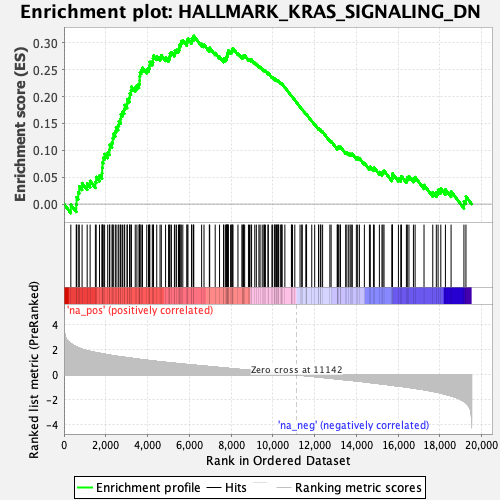 Enrichment plot: HALLMARK_KRAS_SIGNALING_DN
Enrichment score (ES)
0.30
0.25
0.20
0.15
0.10
0.05
0.00
'na_pos' (positively correlated)
Ranked list metric (PreRanked)
4
2
0
-2
-4
Zero cross at 11142
'na_neg' (negatively correlated)
0 2,000 4,000 6,000 8,000 10,000 12,000 14,000 16,000 18,000 20,000
Rank in Ordered Dataset
Enrichment profile Hits Ranking metric scores